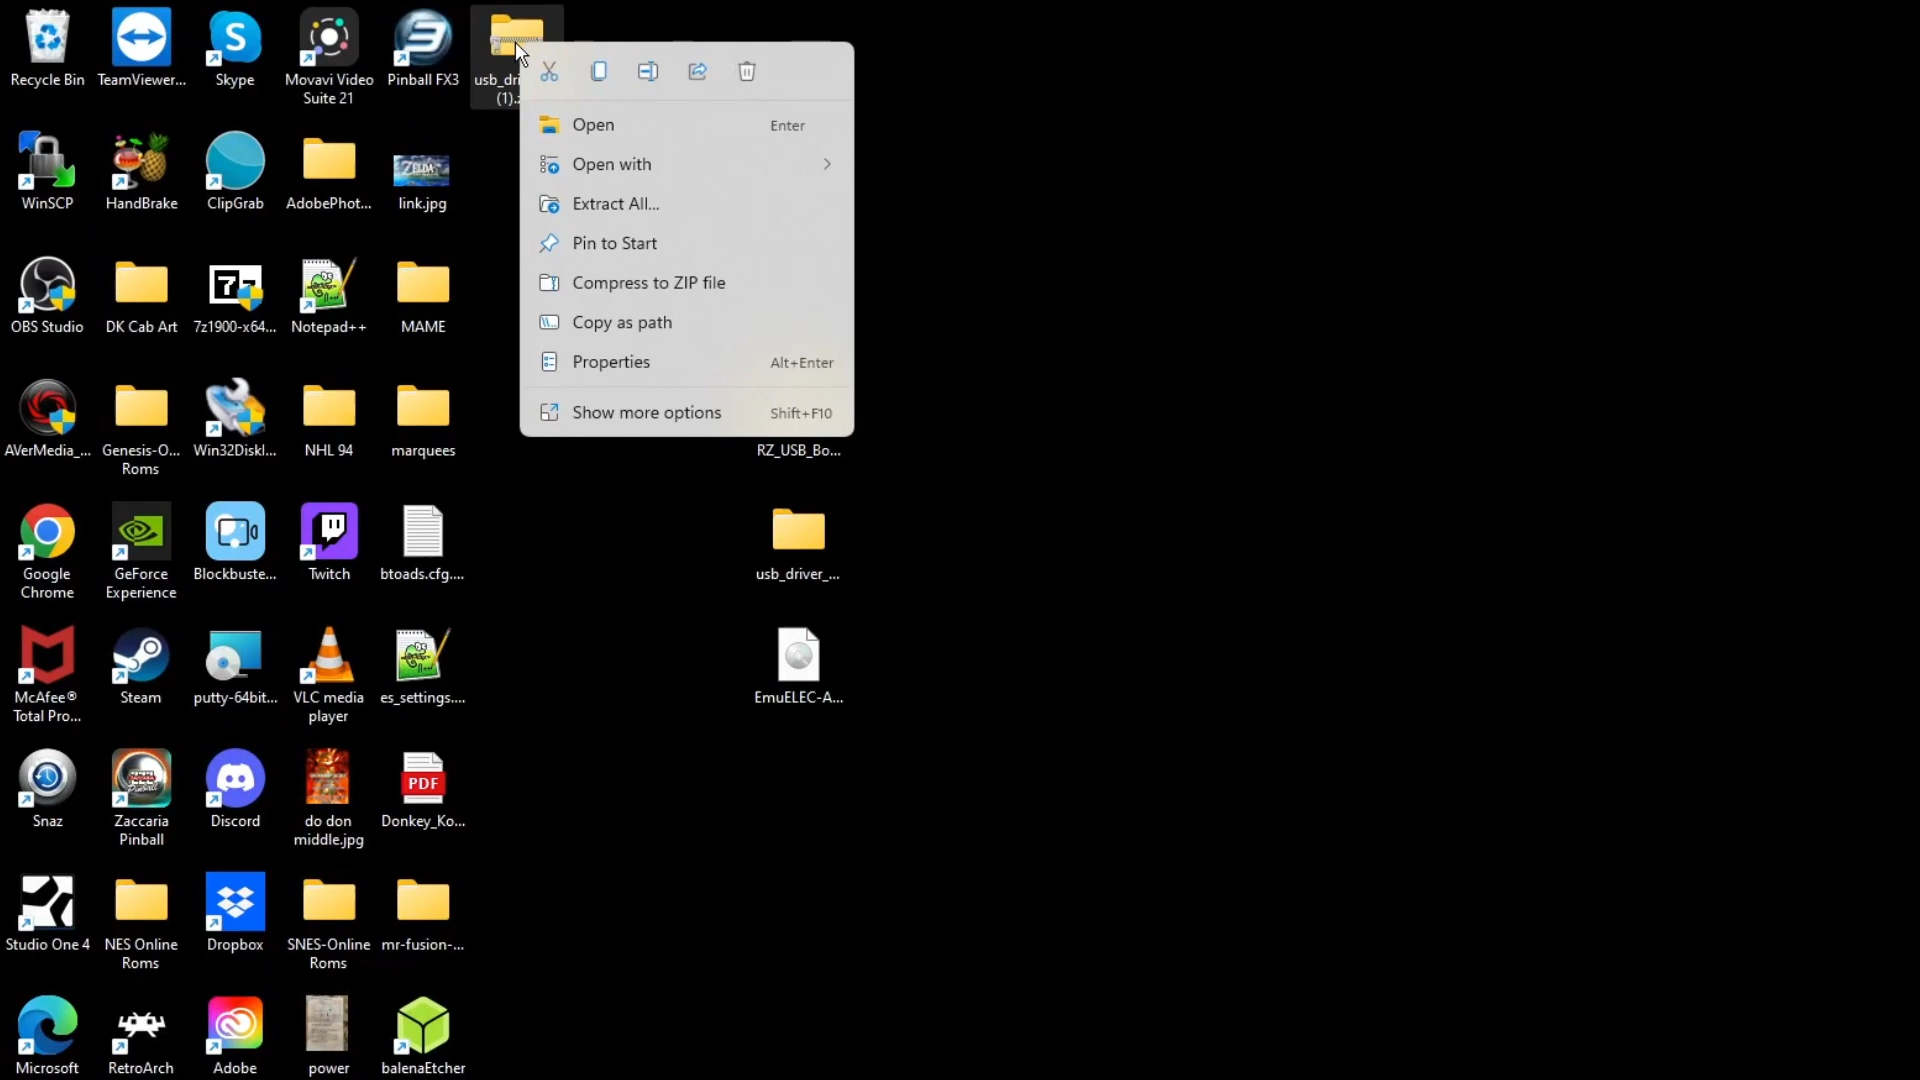 Recycle Bin
TeamViewer...
Skype
Movavi Video
Suite 21
Pinball FX3
usb_dri
(1).z
Open Enter
Open with
Extract All...
Pin to Start
Compress to ZIP file
Copy as path
Properties Alt+Enter
Show more options Shift+F10
WinSCP
HandBrake
ClipGrab
AdobePhot...
ZELDA
link.jpg
OBS Studio
DK Cab Art
7z
7z1900-x64...
Notepad++
MAME
AVerMedia_...
Genesis-O...
Roms
Win32DiskI...
NHL 94
marquees
RZ_USB_Bo...
Google
Chrome
GeForce
Experience
Blockbuste...
Twitch
btoads.cfg....
usb_driver_...
McAfee®
Total Pro...
Steam
putty-64bit...
VLC media
player
es_settings....
EmuELEC-A...
Snaz
Zaccaria
Pinball
Discord
do don
middle.jpg
PDF
Donkey_Ko...
Studio One 4
NES Online
Roms
Dropbox
SNES-Online
Roms
mr-fusion-...
Microsoft
RetroArch
Adobe
power
balenaEtcher